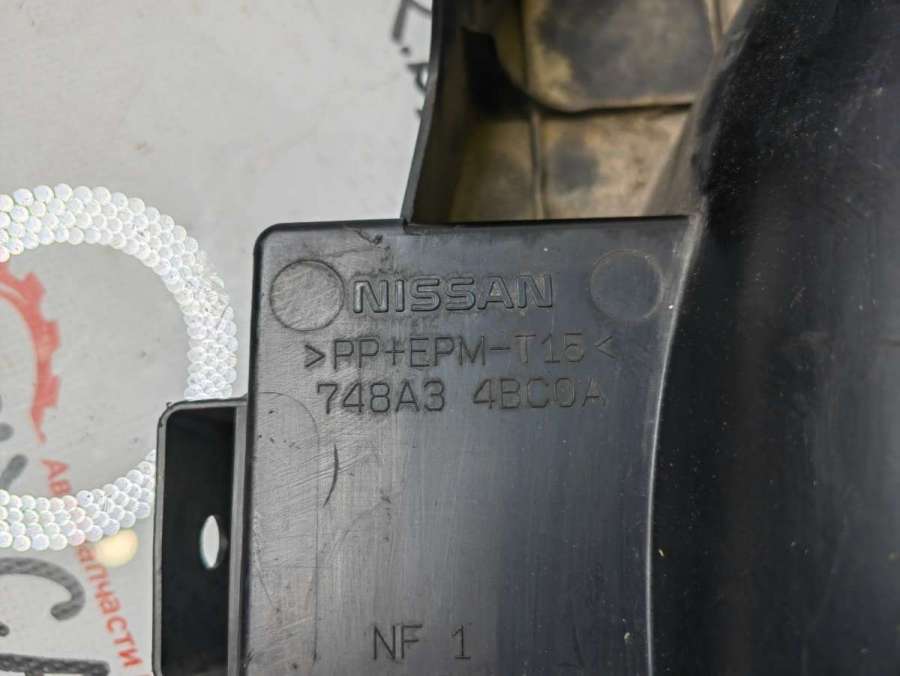 NISSAN
>PP+EPM-T15<
748A3 4BC0A
NF 1